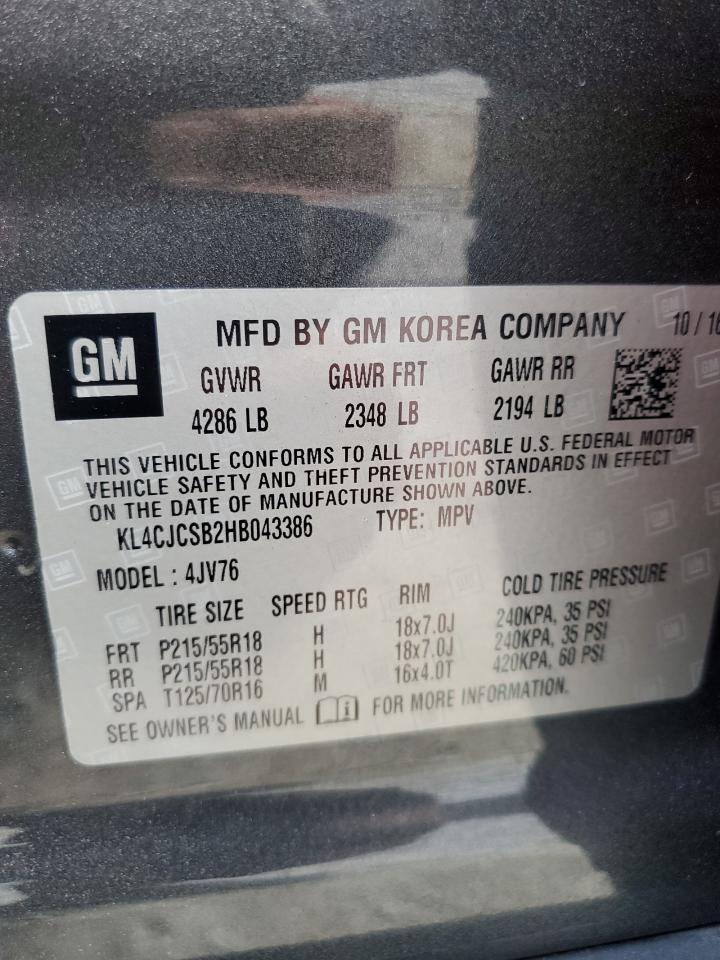 GM
MFD BY GM KOREA COMPANY 10 / 16
GVWR GAWR FRT GAWR RR
4286 LB 2348 LB 2194 LB
THIS VEHICLE CONFORMS TO ALL APPLICABLE U.S. FEDERAL MOTOR
VEHICLE SAFETY AND THEFT PREVENTION STANDARDS IN EFFECT
ON THE DATE OF MANUFACTURE SHOWN ABOVE.
KL4CJCSB2HB043386 TYPE: MPV
MODEL : 4JV76
TIRE SIZE SPEED RTG RIM COLD TIRE PRESSURE
FRT P215/55R18 H 18x7.0J 240KPA, 35 PSI
RR P215/55R18 H 18x7.0J 240KPA, 35 PSI
SPA T125/70R16 M 16x4.0T 420KPA, 60 PSI
SEE OWNER'S MANUAL i FOR MORE INFORMATION.